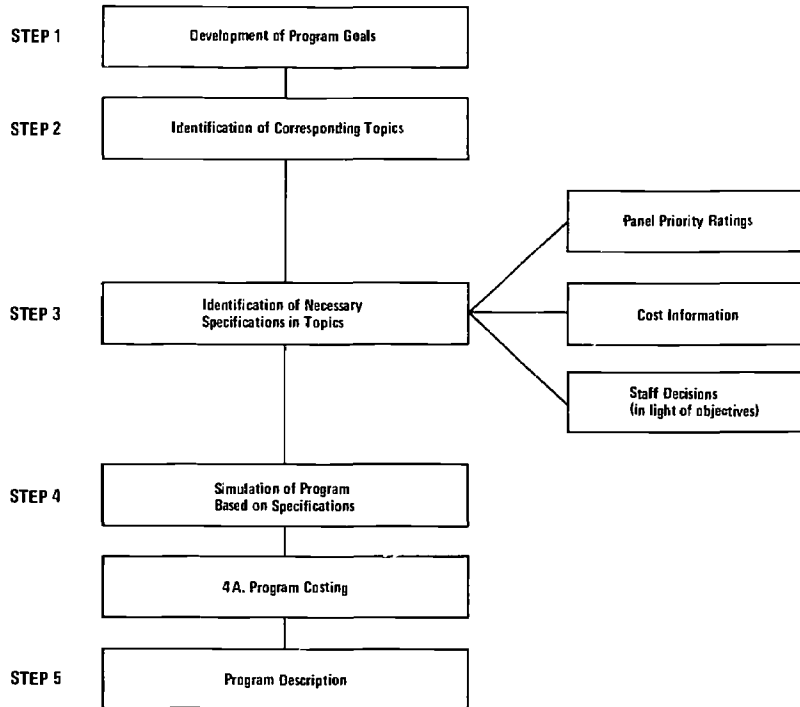 STEP 1
Development of Program Goals
STEP 2
Identification of Corresponding Topics
Panel Priority Ratings
STEP 3
Identification of Necessary
Specifications in Topics
Cost Information
Staff Decisions
(in light of objectives)
STEP 4
Simulation of Program
Based on Specifications
4A. Program Costing
STEP 5
Program Description